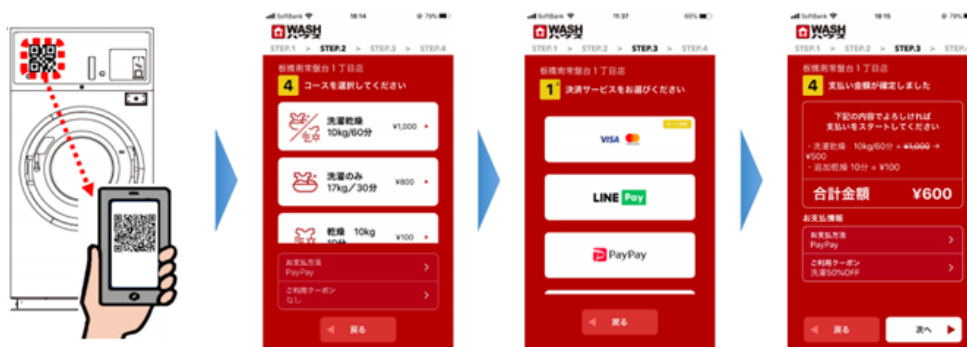 SoftBank 18:14 79%
WASH
ハウス
STEP.1 > STEP.2 > STEP.3 > STEP.4
板橋南常盤台1丁目店
4 コースを選択してください
洗濯乾燥
10kg/60分 ¥1,000
洗濯のみ
17kg/30分 ¥800
乾燥 10kg
10分 ¥100
お支払方法
PayPay
ご利用クーポン
なし
戻る
SoftBank 11:37 65%
WASH
ハウス
STEP.1 > STEP.2 > STEP.3 > STEP.4
板橋南常盤台1丁目店
1 決済サービスをお選びください
VISA
LINE Pay
PayPay
戻る
SoftBank 18:15 79%
WASH
ハウス
STEP.1 > STEP.2 > STEP.3 > STEP.4
板橋南常盤台1丁目店
4 支払い金額が確定しました
下記の内容でよろしければ
支払いをスタートしてください
・洗濯乾燥 10kg/60分 = ¥1,000 →
¥500
・追加乾燥 10分 = ¥100
合計金額 ¥600
お支払情報
お支払方法
PayPay
ご利用クーポン
洗濯50%OFF
戻る 次へ